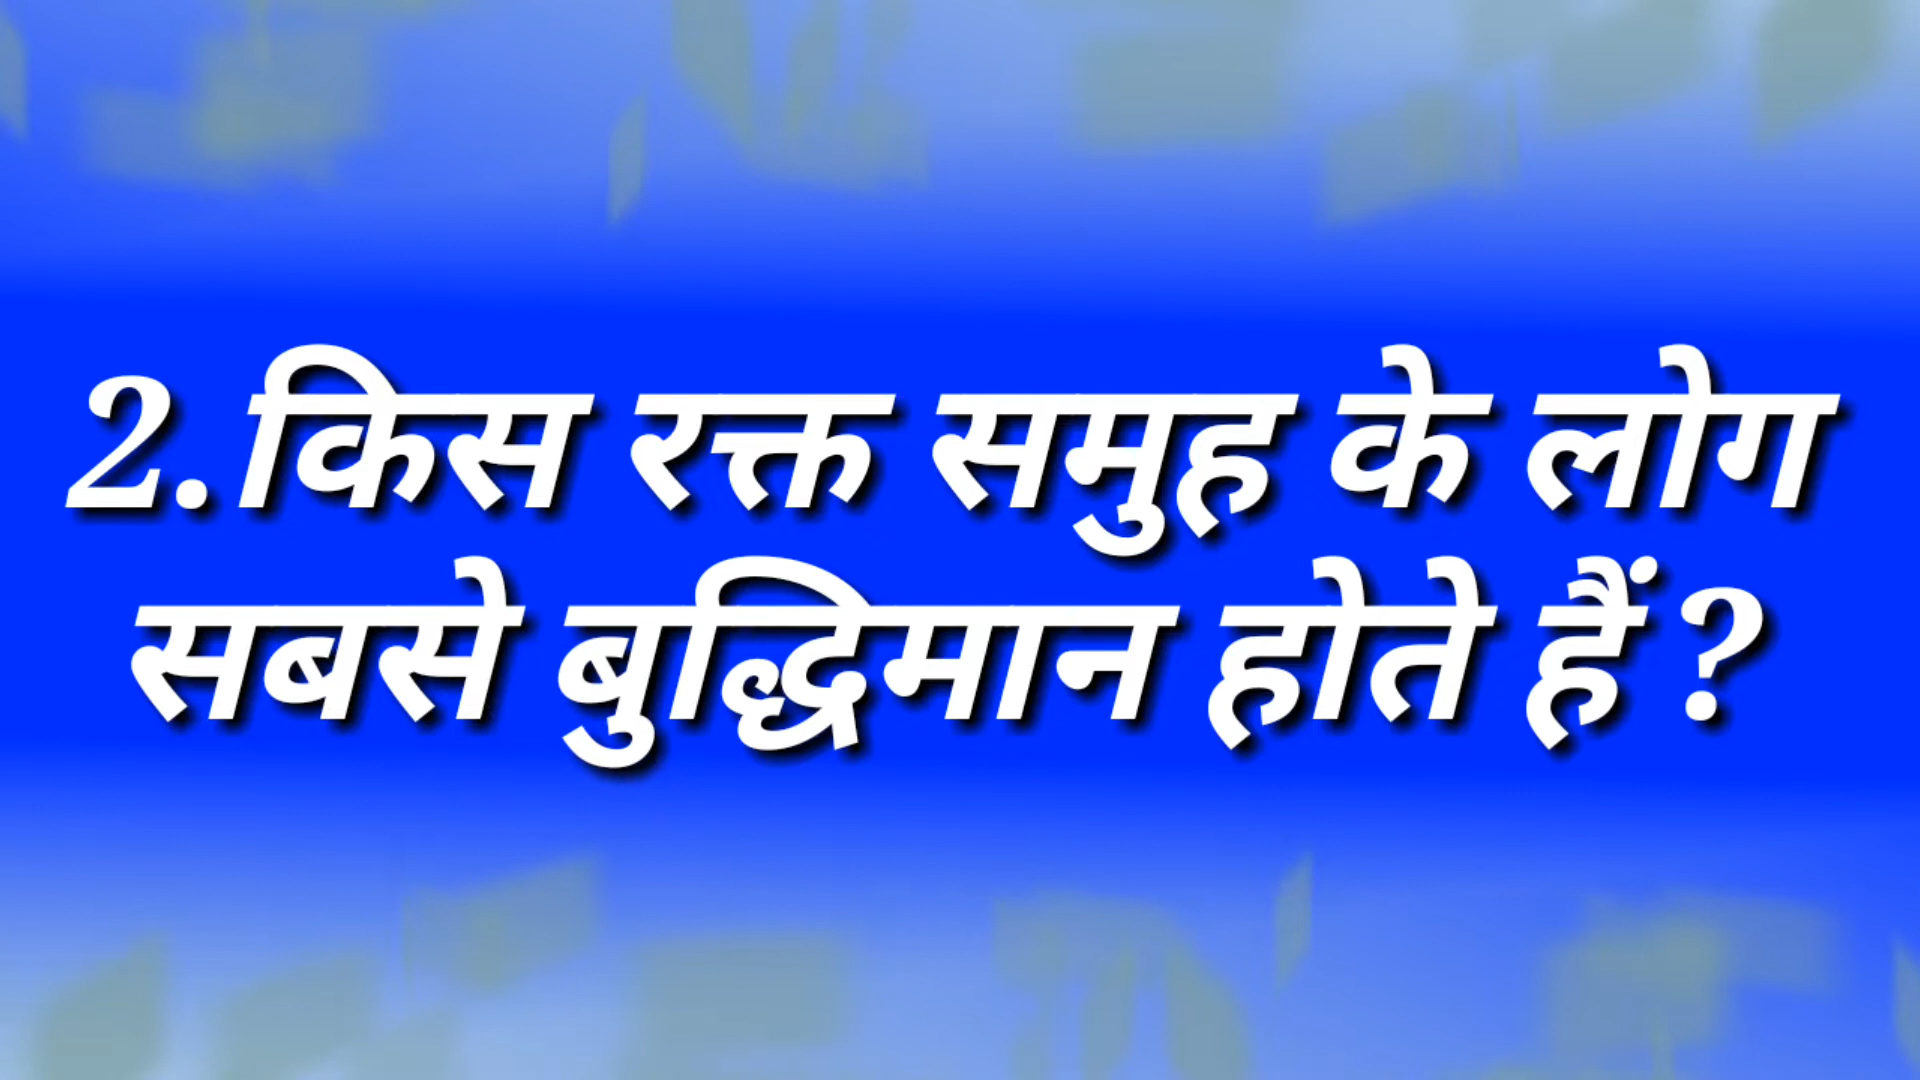 2.किस रक्त समुह के लोग
सबसे बुद्धिमान होते हैं ?